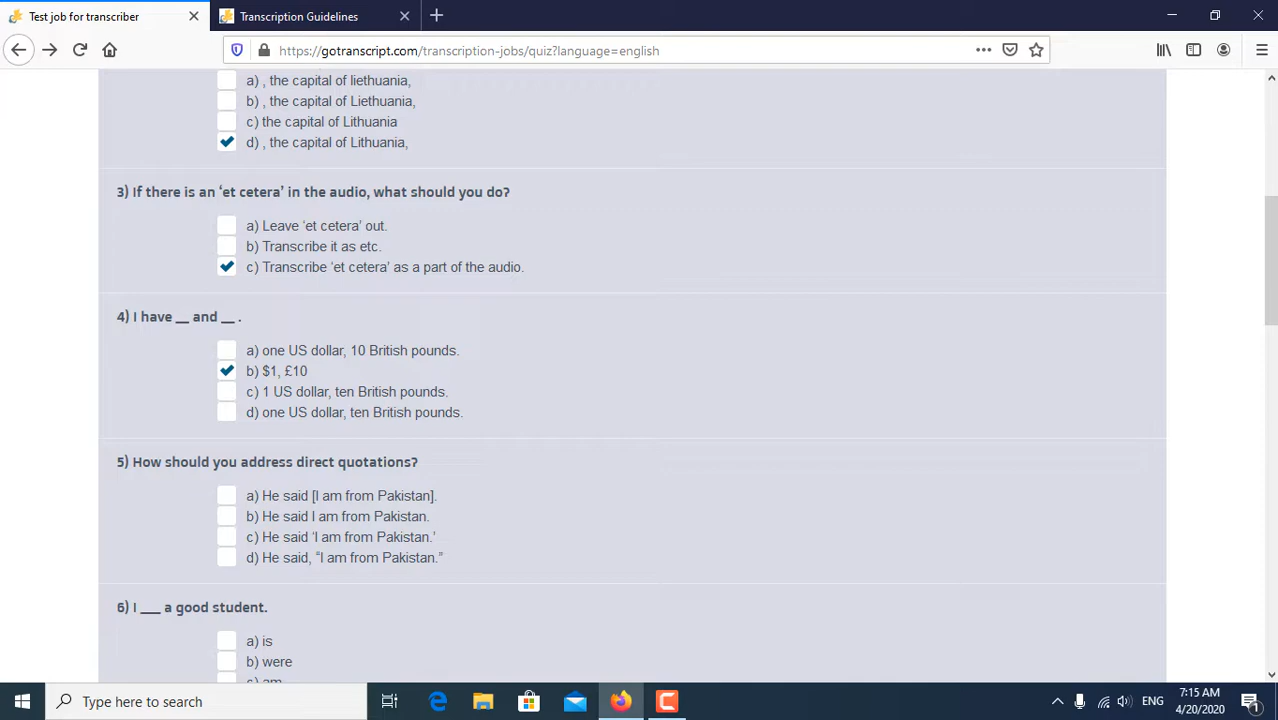 Test job for transcriber
Transcription Guidelines
https://gotranscript.com/transcription-jobs/quiz?language=english
a) , the capital of liethuania,
b) , the capital of Liethuania,
c) the capital of Lithuania
d) , the capital of Lithuania,
3) If there is an ‘et cetera’ in the audio, what should you do?
a) Leave ‘et cetera’ out.
b) Transcribe it as etc.
c) Transcribe ‘et cetera’ as a part of the audio.
4) I have __ and __ .
a) one US dollar, 10 British pounds.
b) $1, £10
c) 1 US dollar, ten British pounds.
d) one US dollar, ten British pounds.
5) How should you address direct quotations?
a) He said [I am from Pakistan].
b) He said I am from Pakistan.
c) He said ‘I am from Pakistan.’
d) He said, “I am from Pakistan.”
6) I ___ a good student.
a) is
b) were
c) am
Type here to search
ENG
7:15 AM
4/20/2020
1